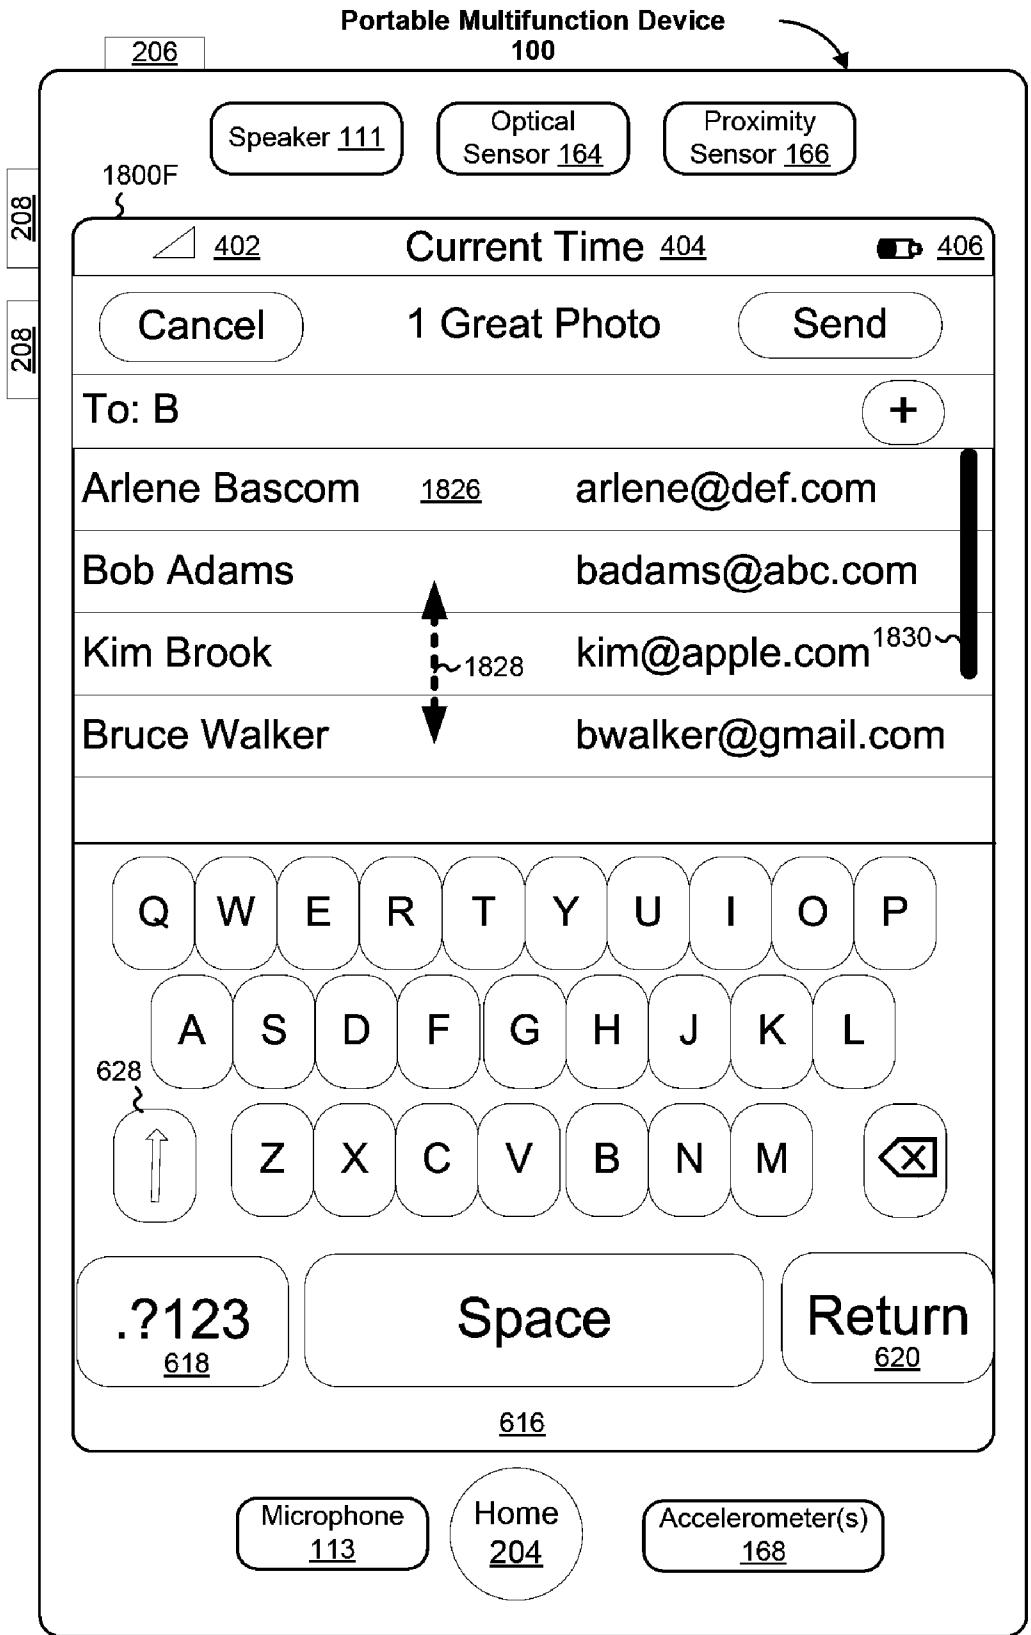 Portable Multifunction Device
100
206
Speaker 111
Optical
Sensor 164
Proximity
Sensor 166
1800F
208
208
402
Current Time 404
406
Cancel
1 Great Photo
Send
To: B
+
Arlene Bascom 1826 arlene@def.com
Bob Adams badams@abc.com
Kim Brook kim@apple.com
1830
1828
Bruce Walker bwalker@gmail.com
Q W E R T Y U I O P
A S D F G H J K L
628
Z X C V B N M
.?123
618
Space
Return
620
616
Microphone
113
Home
204
Accelerometer(s)
168